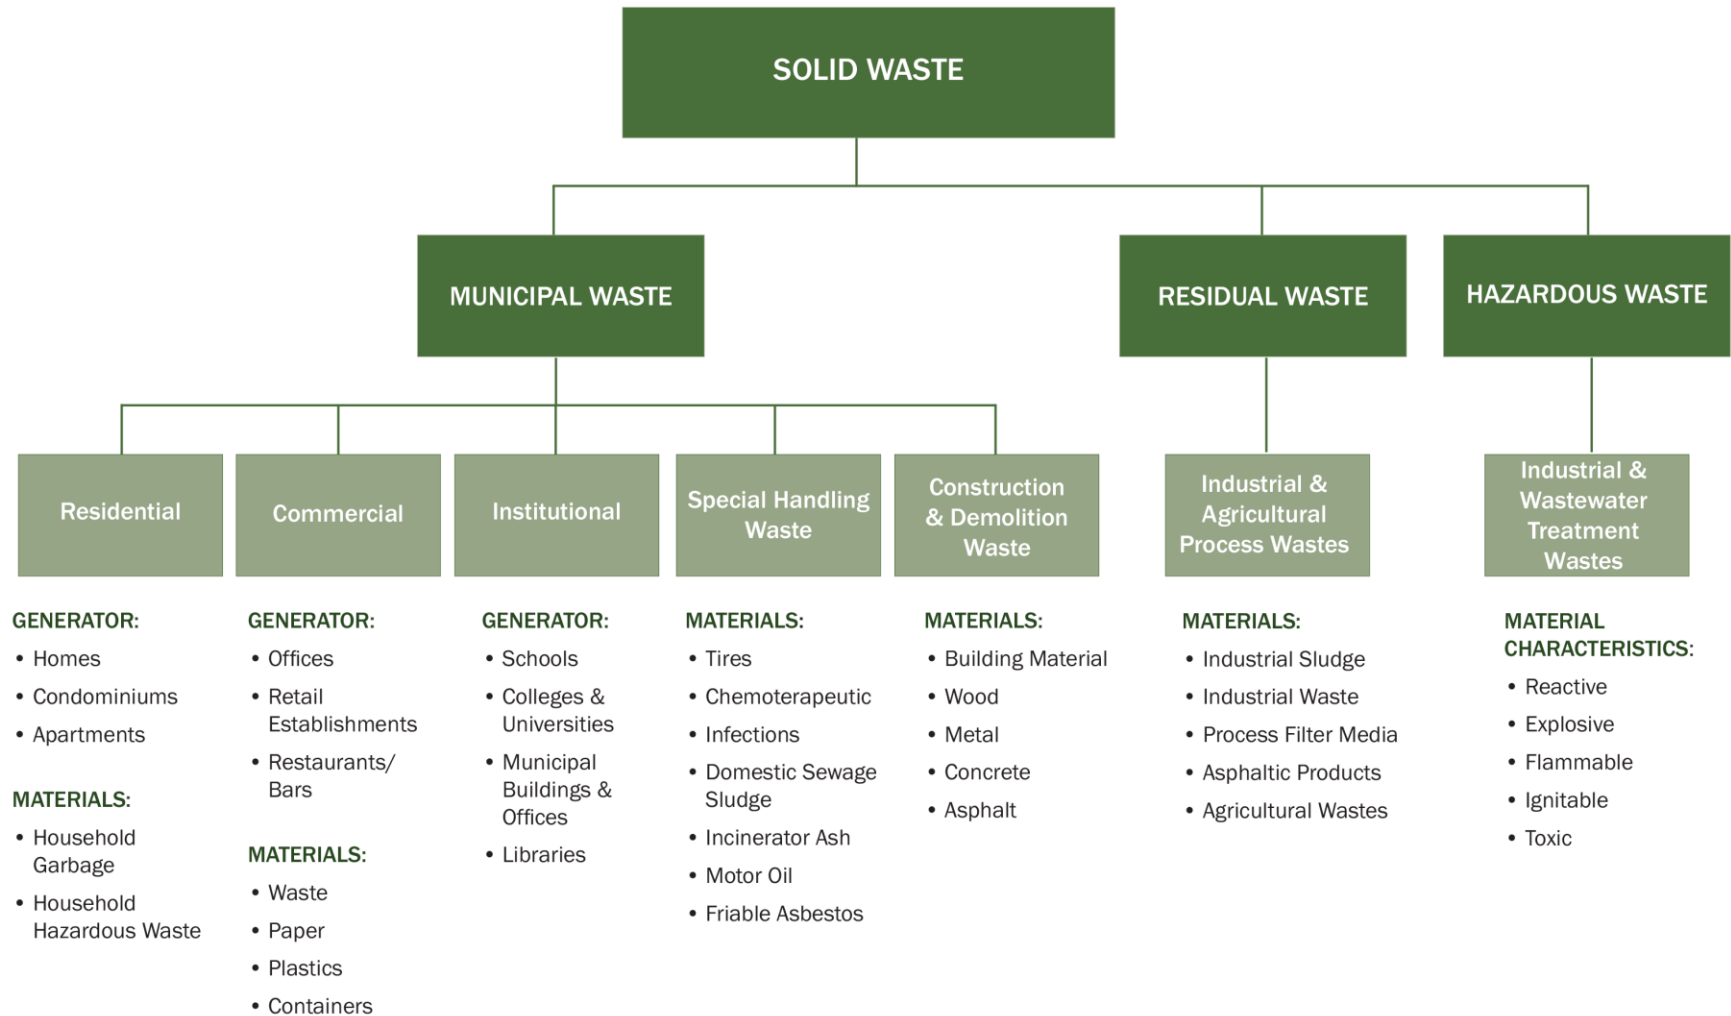 SOLID WASTE
MUNICIPAL WASTE
RESIDUAL WASTE
HAZARDOUS WASTE
Residential
Commercial
Institutional
Special Handling
Waste
Construction
& Demolition
Waste
Industrial &
Agricultural
Process Wastes
Industrial &
Wastewater
Treatment
Wastes
GENERATOR:
• Homes
• Condominiums
• Apartments
MATERIALS:
• Household
Garbage
• Household
Hazardous Waste
GENERATOR:
• Offices
• Retail
Establishments
• Restaurants/
Bars
MATERIALS:
• Waste
• Paper
• Plastics
• Containers
GENERATOR:
• Schools
• Colleges &
Universities
• Municipal
Buildings &
Offices
• Libraries
MATERIALS:
• Tires
• Chemoterapeutic
• Infections
• Domestic Sewage
Sludge
• Incinerator Ash
• Motor Oil
• Friable Asbestos
MATERIALS:
• Building Material
• Wood
• Metal
• Concrete
• Asphalt
MATERIALS:
• Industrial Sludge
• Industrial Waste
• Process Filter Media
• Asphaltic Products
• Agricultural Wastes
MATERIAL
CHARACTERISTICS:
• Reactive
• Explosive
• Flammable
• Ignitable
• Toxic